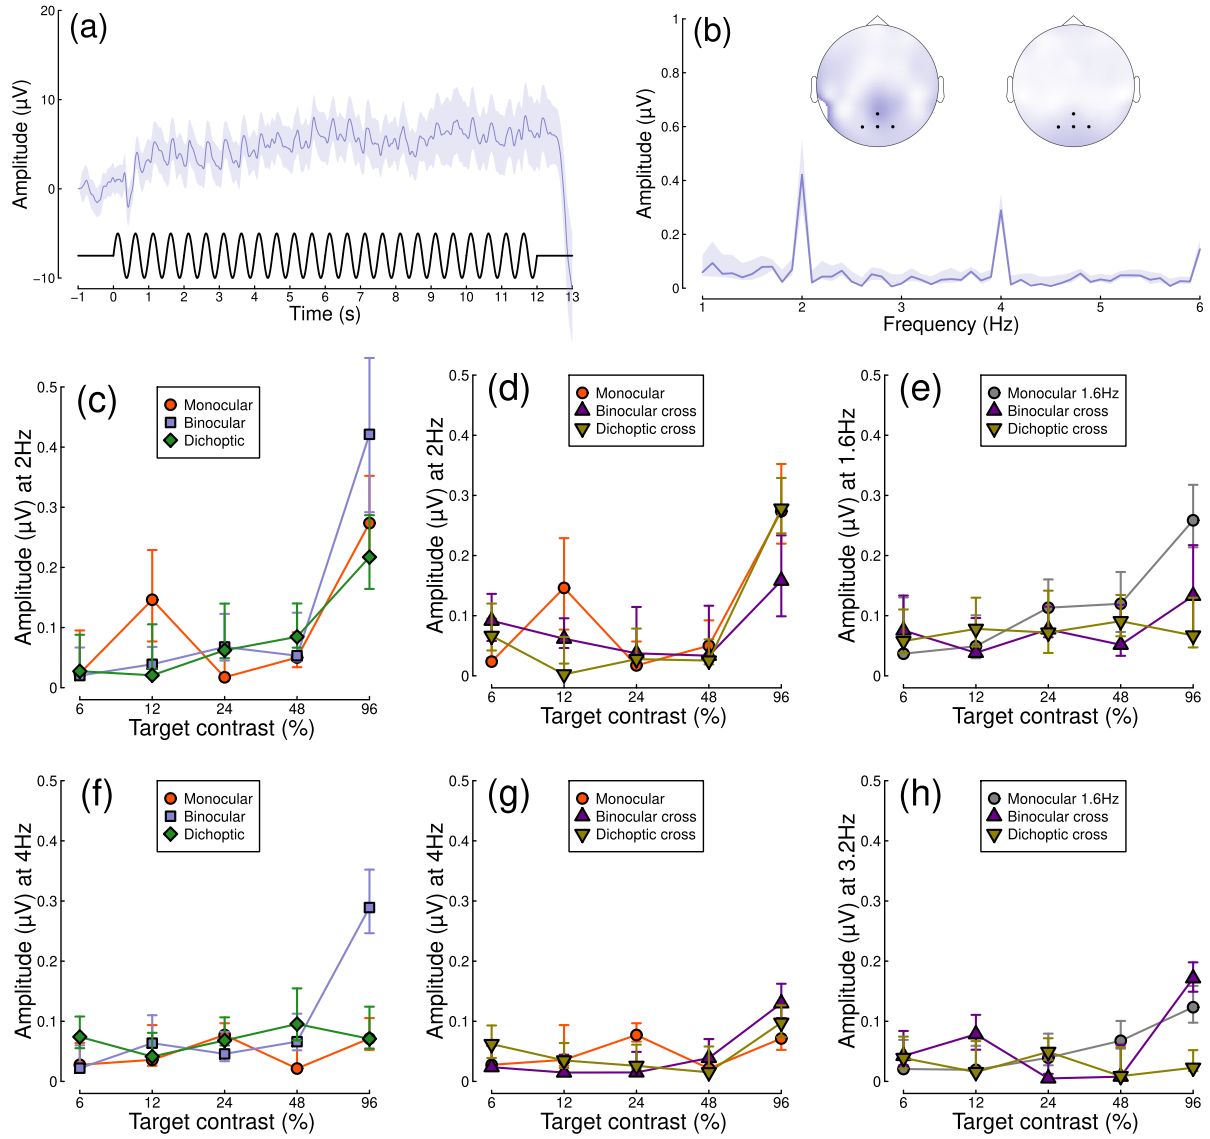 (a)
20
10
0
−10
Amplitude (µV)
−1 0 1 2 3 4 5 6 7 8 9 10 11 12 13
Time (s)
(b)
1
0.8
0.6
0.4
0.2
0
Amplitude (µV)
1 2 3 4 5 6
Frequency (Hz)
(c)
Monocular
Binocular
Dichoptic
0.5
0.4
0.3
0.2
0.1
0
Amplitude (µV) at 2Hz
6 12 24 48 96
Target contrast (%)
(d)
Monocular
Binocular cross
Dichoptic cross
0.5
0.4
0.3
0.2
0.1
0
Amplitude (µV) at 2Hz
6 12 24 48 96
Target contrast (%)
(e)
Monocular 1.6Hz
Binocular cross
Dichoptic cross
0.5
0.4
0.3
0.2
0.1
0
Amplitude (µV) at 1.6Hz
6 12 24 48 96
Target contrast (%)
(f)
Monocular
Binocular
Dichoptic
0.5
0.4
0.3
0.2
0.1
0
Amplitude (µV) at 4Hz
6 12 24 48 96
Target contrast (%)
(g)
Monocular
Binocular cross
Dichoptic cross
0.5
0.4
0.3
0.2
0.1
0
Amplitude (µV) at 4Hz
6 12 24 48 96
Target contrast (%)
(h)
Monocular 1.6Hz
Binocular cross
Dichoptic cross
0.5
0.4
0.3
0.2
0.1
0
Amplitude (µV) at 3.2Hz
6 12 24 48 96
Target contrast (%)